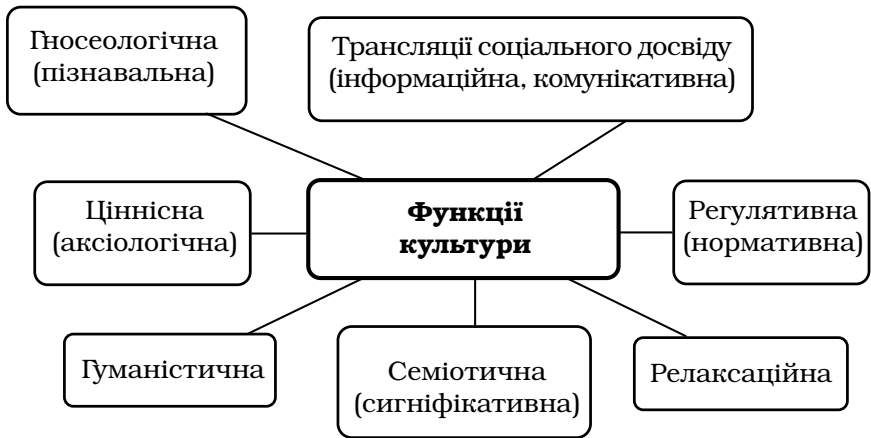 Гносеологічна
(пізнавальна)
Трансляції соціального досвіду
(інформаційна, комунікативна)
Ціннісна
(аксіологічна)
Функції
культури
Регулятивна
(нормативна)
Гуманістична
Семіотична
(сигніфікативна)
Релаксаційна